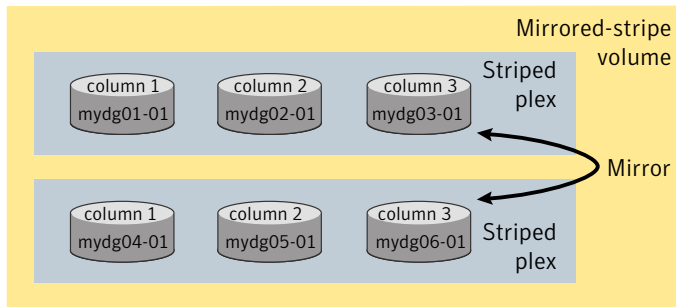 Mirrored-stripe
volume
column 1
column 2
column 3
Striped
plex
mydg01-01
mydg02-01
mydg03-01
Mirror
column 1
column 2
column 3
mydg04-01
mydg05-01
mydg06-01
Striped
plex